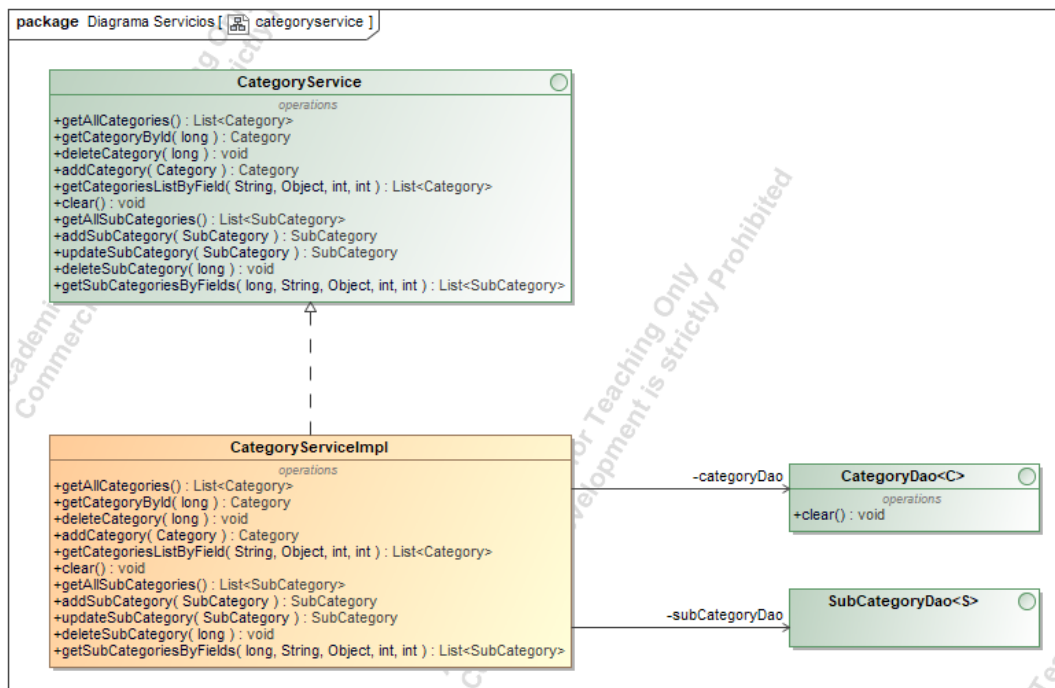 package Diagrama Servicios [ categoryservice ]
CategoryService
operations
+getAllCategories() : List<Category>
+getCategoryById( long ) : Category
+deleteCategory( long ) : void
+addCategory( Category ) : Category
+getCategoriesListByField( String, Object, int, int ) : List<Category>
+clear() : void
+getAllSubCategories() : List<SubCategory>
+addSubCategory( SubCategory ) : SubCategory
+updateSubCategory( SubCategory ) : SubCategory
+deleteSubCategory( long ) : void
+getSubCategoriesByFields( long, String, Object, int, int ) : List<SubCategory>
CategoryServiceImpl
operations
+getAllCategories() : List<Category>
+getCategoryById( long ) : Category
+deleteCategory( long ) : void
+addCategory( Category ) : Category
+getCategoriesListByField( String, Object, int, int ) : List<Category>
+clear() : void
+getAllSubCategories() : List<SubCategory>
+addSubCategory( SubCategory ) : SubCategory
+updateSubCategory( SubCategory ) : SubCategory
+deleteSubCategory( long ) : void
+getSubCategoriesByFields( long, String, Object, int, int ) : List<SubCategory>
-categoryDao
CategoryDao<C>
operations
+clear() : void
-subCategoryDao
SubCategoryDao<S>
for Teaching Only
velopment is strictly Prohibited